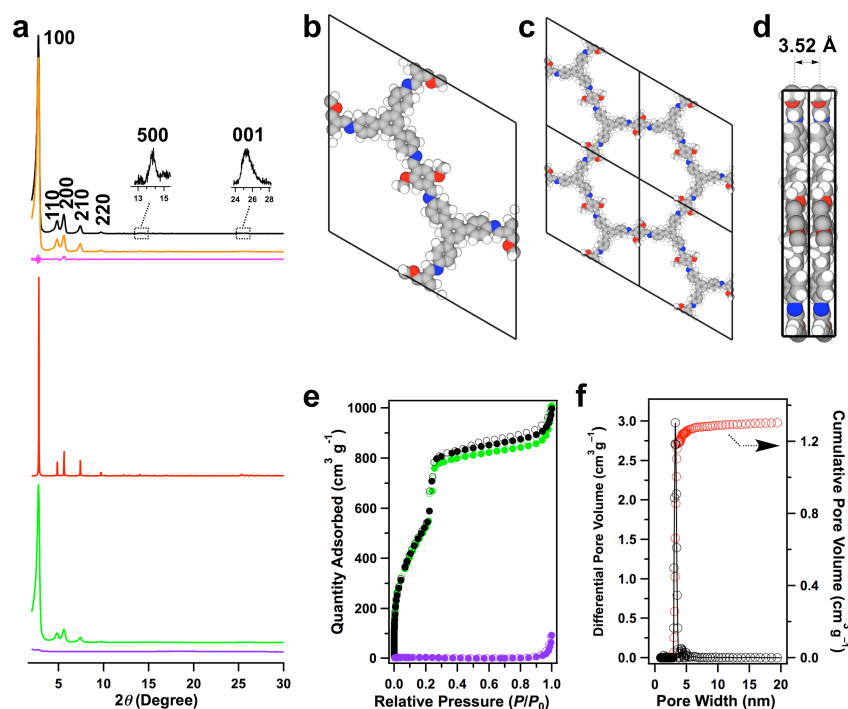 a
100
500
001
13 15
24 26 28
110
200
210
220
5 10 15 20 25 30
2θ (Degree)
b
c
d
3.52 Å
e
1000
800
600
400
200
0
0.0 0.2 0.4 0.6 0.8 1.0
Quantity Adsorbed (cm³ g⁻¹)
Relative Pressure (P/P₀)
f
3.0
2.5
2.0
1.5
1.0
0.5
0.0
1.2
0.8
0.4
0.0
0 5 10 15 20
Differential Pore Volume (cm³ g⁻¹)
Cumulative Pore Volume (cm³ g⁻¹)
Pore Width (nm)